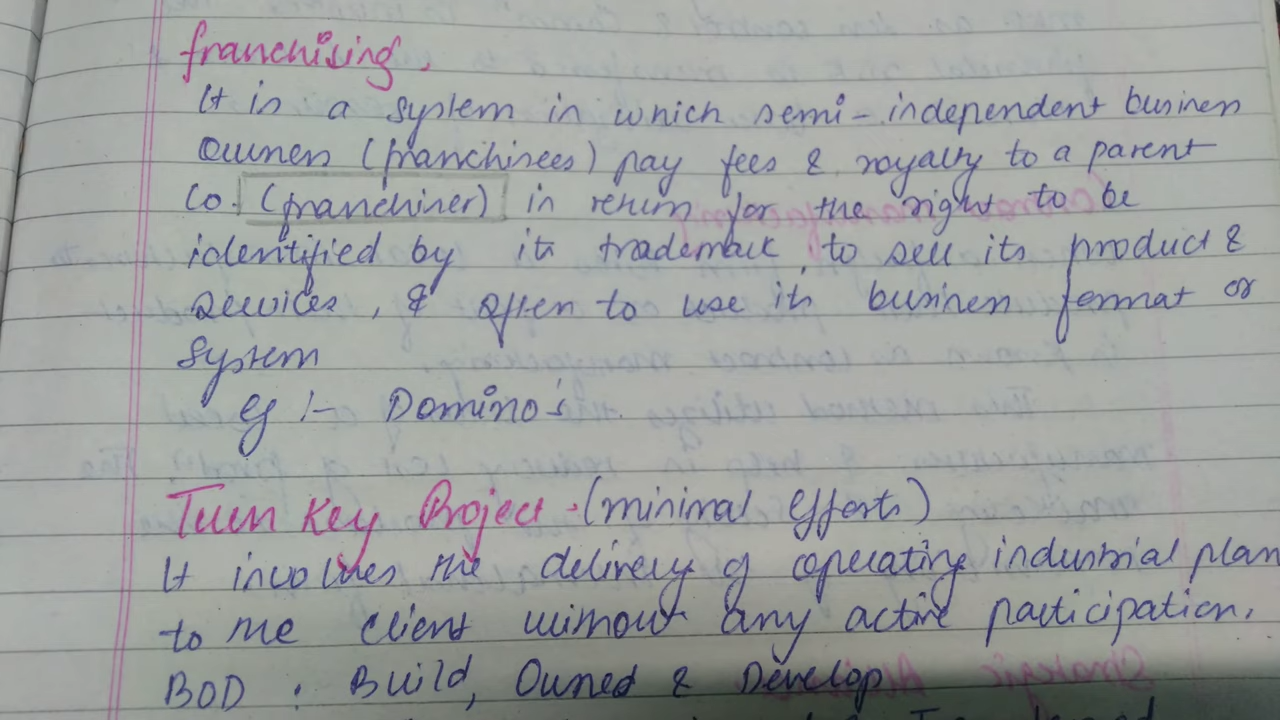 franchising,
It is a system in which semi-independent business
owners (franchisees) pay fees & royalty to a parent
Co. (franchiser) in return for the right to be
identified by its trademark, to sell its product &
services, & often to use its business format or
system
eg :- Domino's.
Turn Key Project - (minimal efforts)
It involves the delivery of operating industrial plan
to the client without any active participation.
BOD : Build, Owned & Develop